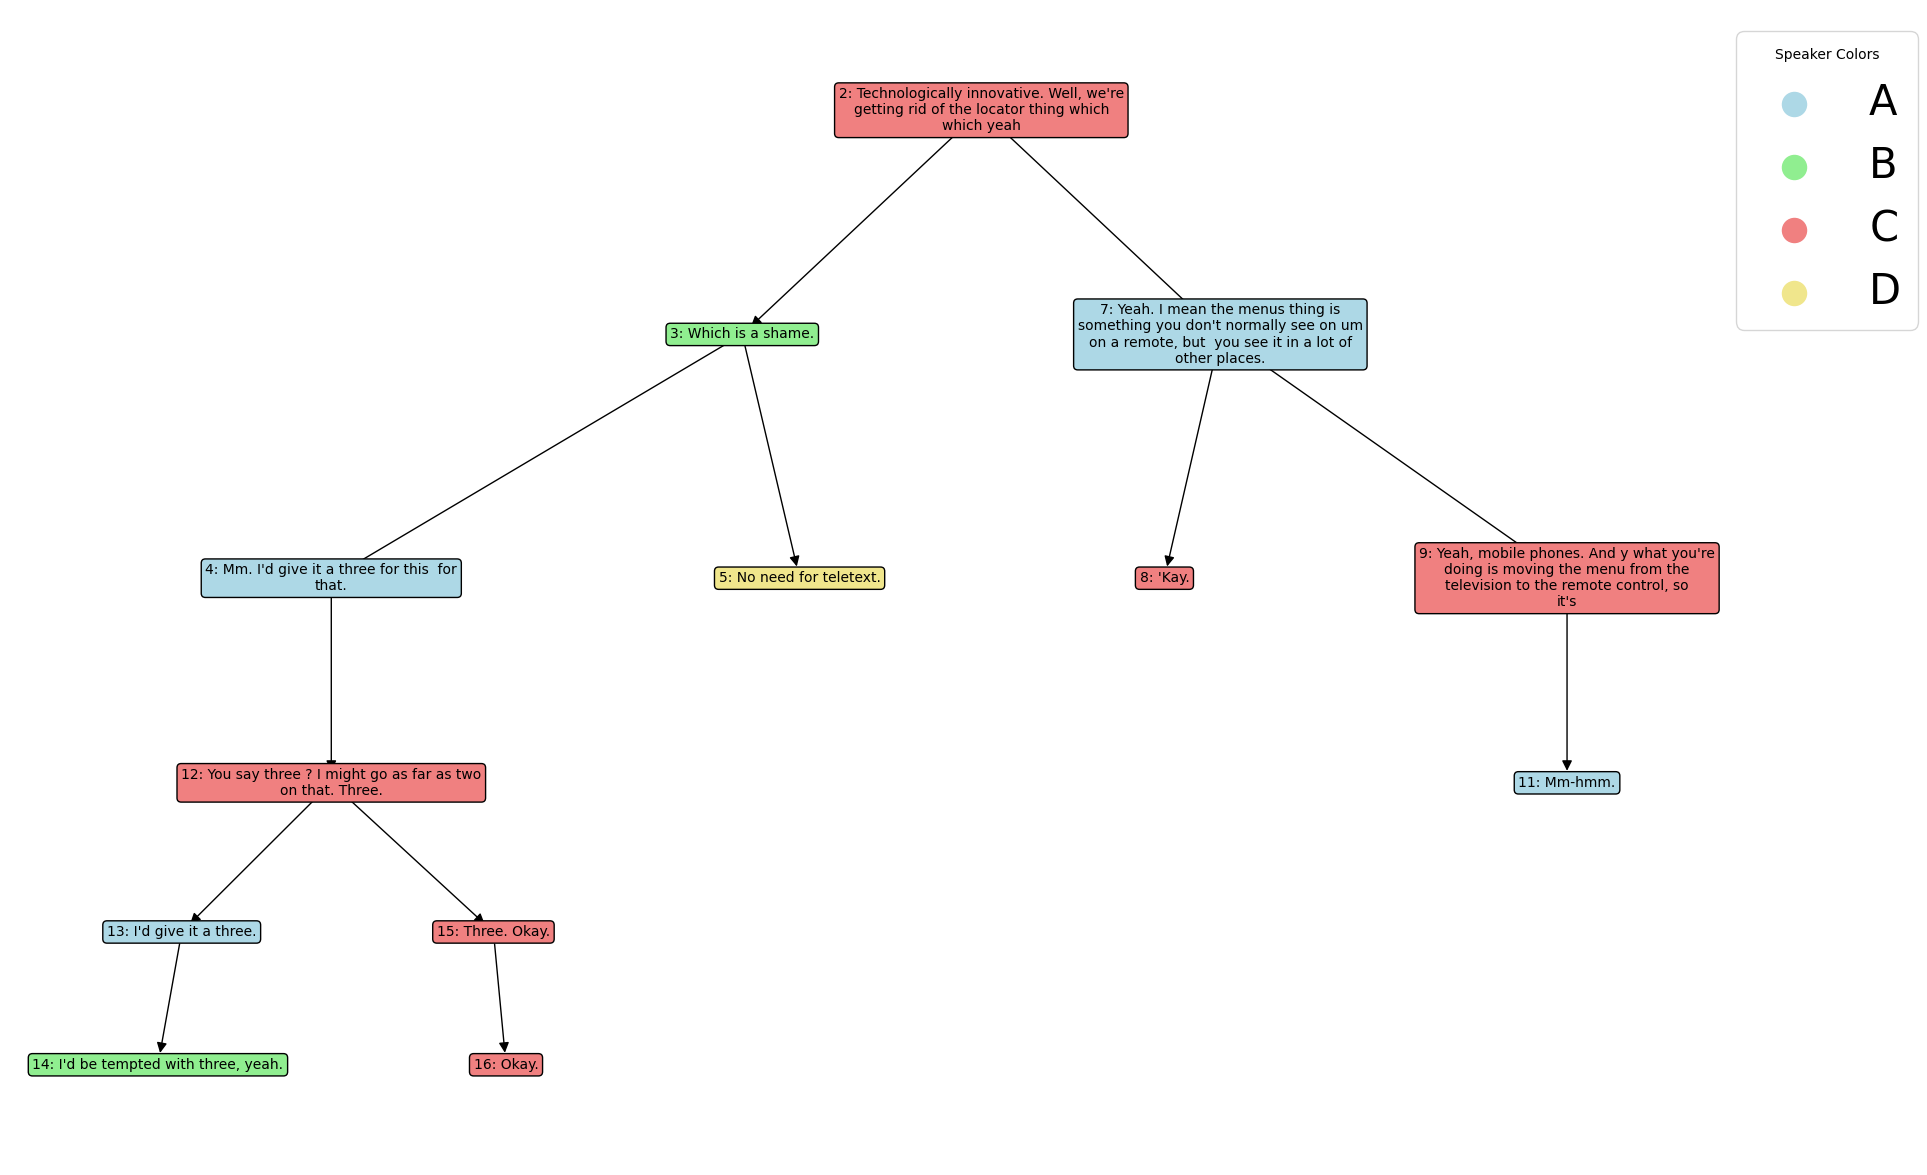 2: Technologically innovative. Well, we're
getting rid of the locator thing which
which yeah
Speaker Colors
A
B
C
D
3: Which is a shame.
7: Yeah. I mean the menus thing is
something you don't normally see on um
on a remote, but  you see it in a lot of
other places.
4: Mm. I'd give it a three for this  for
that.
5: No need for teletext.
8: 'Kay.
9: Yeah, mobile phones. And y what you're
doing is moving the menu from the
television to the remote control, so
it's
12: You say three ? I might go as far as two
on that. Three.
11: Mm-hmm.
13: I'd give it a three.
15: Three. Okay.
14: I'd be tempted with three, yeah.
16: Okay.